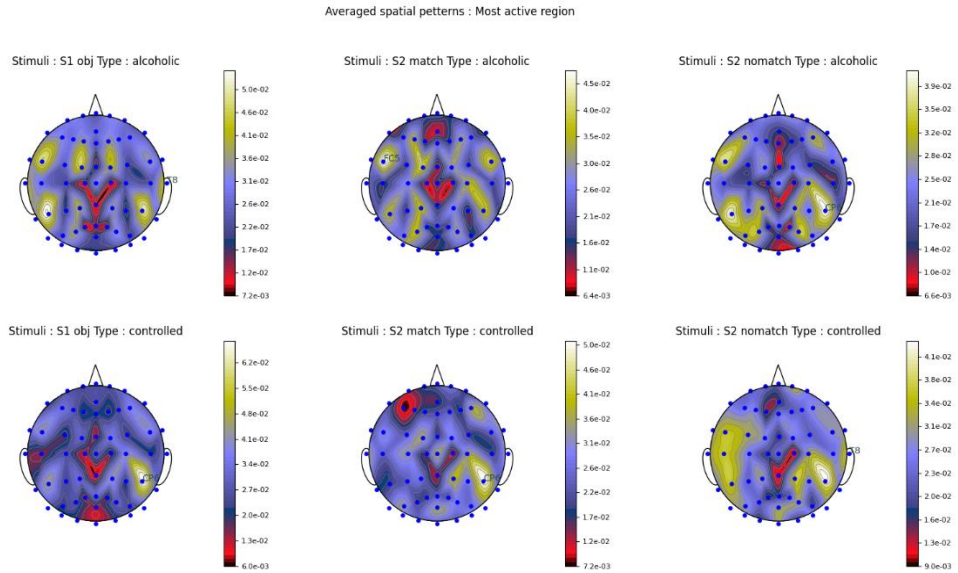 Averaged spatial petterns : Most active region
Stimuli : S1 obj Type : alcoholic
5.0e-02
4.6e-02
4.1e-02
3.6e-02
3.1e-02
2.6e-02
2.2e-02
1.7e-02
1.2e-02
7.2e-03
T8
Stimuli : S2 match Type : alcoholic
4.5e-02
4.0e-02
3.5e-02
3.0e-02
2.6e-02
2.1e-02
1.6e-02
1.1e-02
6.4e-03
FC5
Stimuli : S2 nomatch Type : alcoholic
3.9e-02
3.6e-02
3.2e-02
2.8e-02
2.5e-02
2.1e-02
1.7e-02
1.4e-02
1.0e-02
6.6e-03
Stimuli : S1 obj Type : controlled
6.2e-02
5.5e-02
4.8e-02
4.1e-02
3.4e-02
2.7e-02
2.0e-02
1.3e-02
6.0e-03
Stimuli : S2 match Type : controlled
5.0e-02
4.5e-02
4.1e-02
3.6e-02
3.1e-02
2.6e-02
2.2e-02
1.7e-02
1.2e-02
7.2e-03
Stimuli : S2 nomatch Type : controlled
4.1e-02
3.8e-02
3.4e-02
3.0e-02
2.7e-02
2.3e-02
2.0e-02
1.6e-02
1.3e-02
9.0e-03
T8